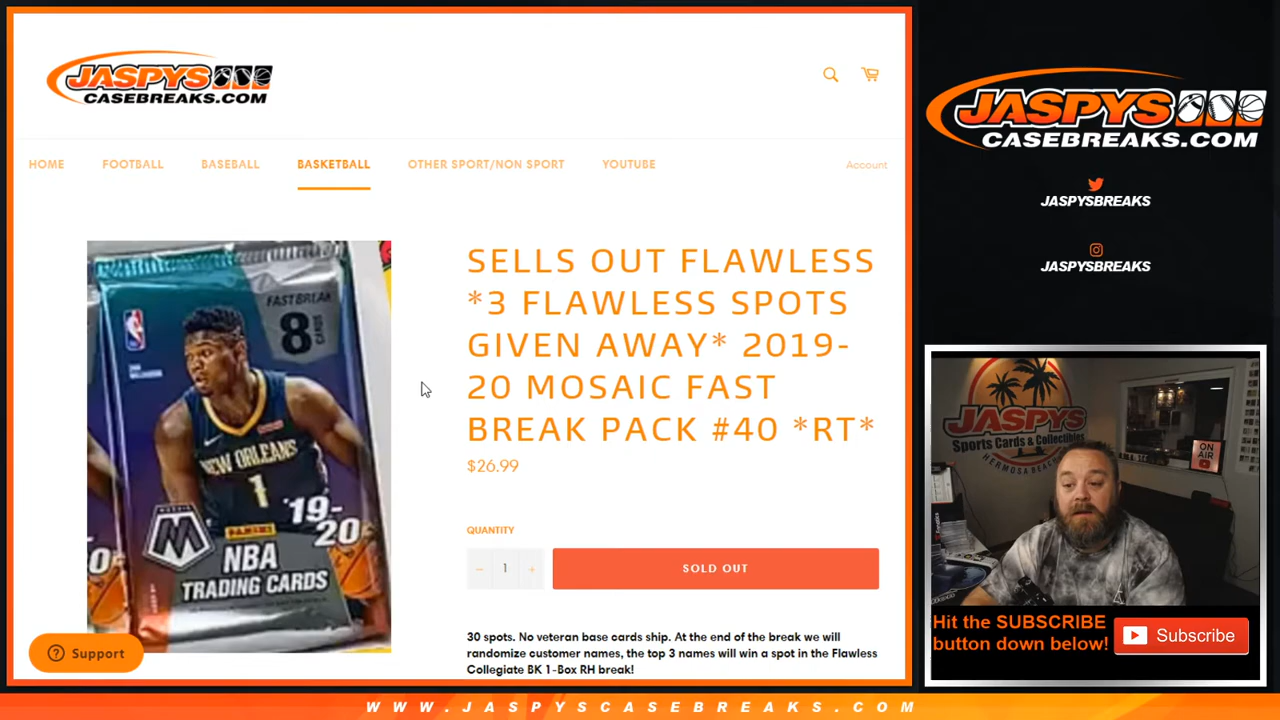 JASPYS
CASEBREAKS.COM
HOME
FOOTBALL
BASEBALL
BASKETBALL
OTHER SPORT/NON SPORT
YOUTUBE
Account
FAST BREAK
8
CARDS
NEW ORLEANS
1
19-
20
MOSAIC
PANINI
NBA
TRADING CARDS
SELLS OUT FLAWLESS
*3 FLAWLESS SPOTS
GIVEN AWAY* 2019-
20 MOSAIC FAST
BREAK PACK #40 *RT*
$26.99
QUANTITY
− 1 +
SOLD OUT
30 spots. No veteran base cards ship. At the end of the break we will
randomize customer names, the top 3 names will win a spot in the Flawless
Collegiate BK 1-Box RH break!
Support
JASPYS
CASEBREAKS.COM
JASPYSBREAKS
JASPYSBREAKS
JASPYS
Sports Cards & Collectibles
HERMOSA BEACH
ON
AIR
Hit the SUBSCRIBE
button down below!
Subscribe
WWW.JASPYSCASEBREAKS.COM